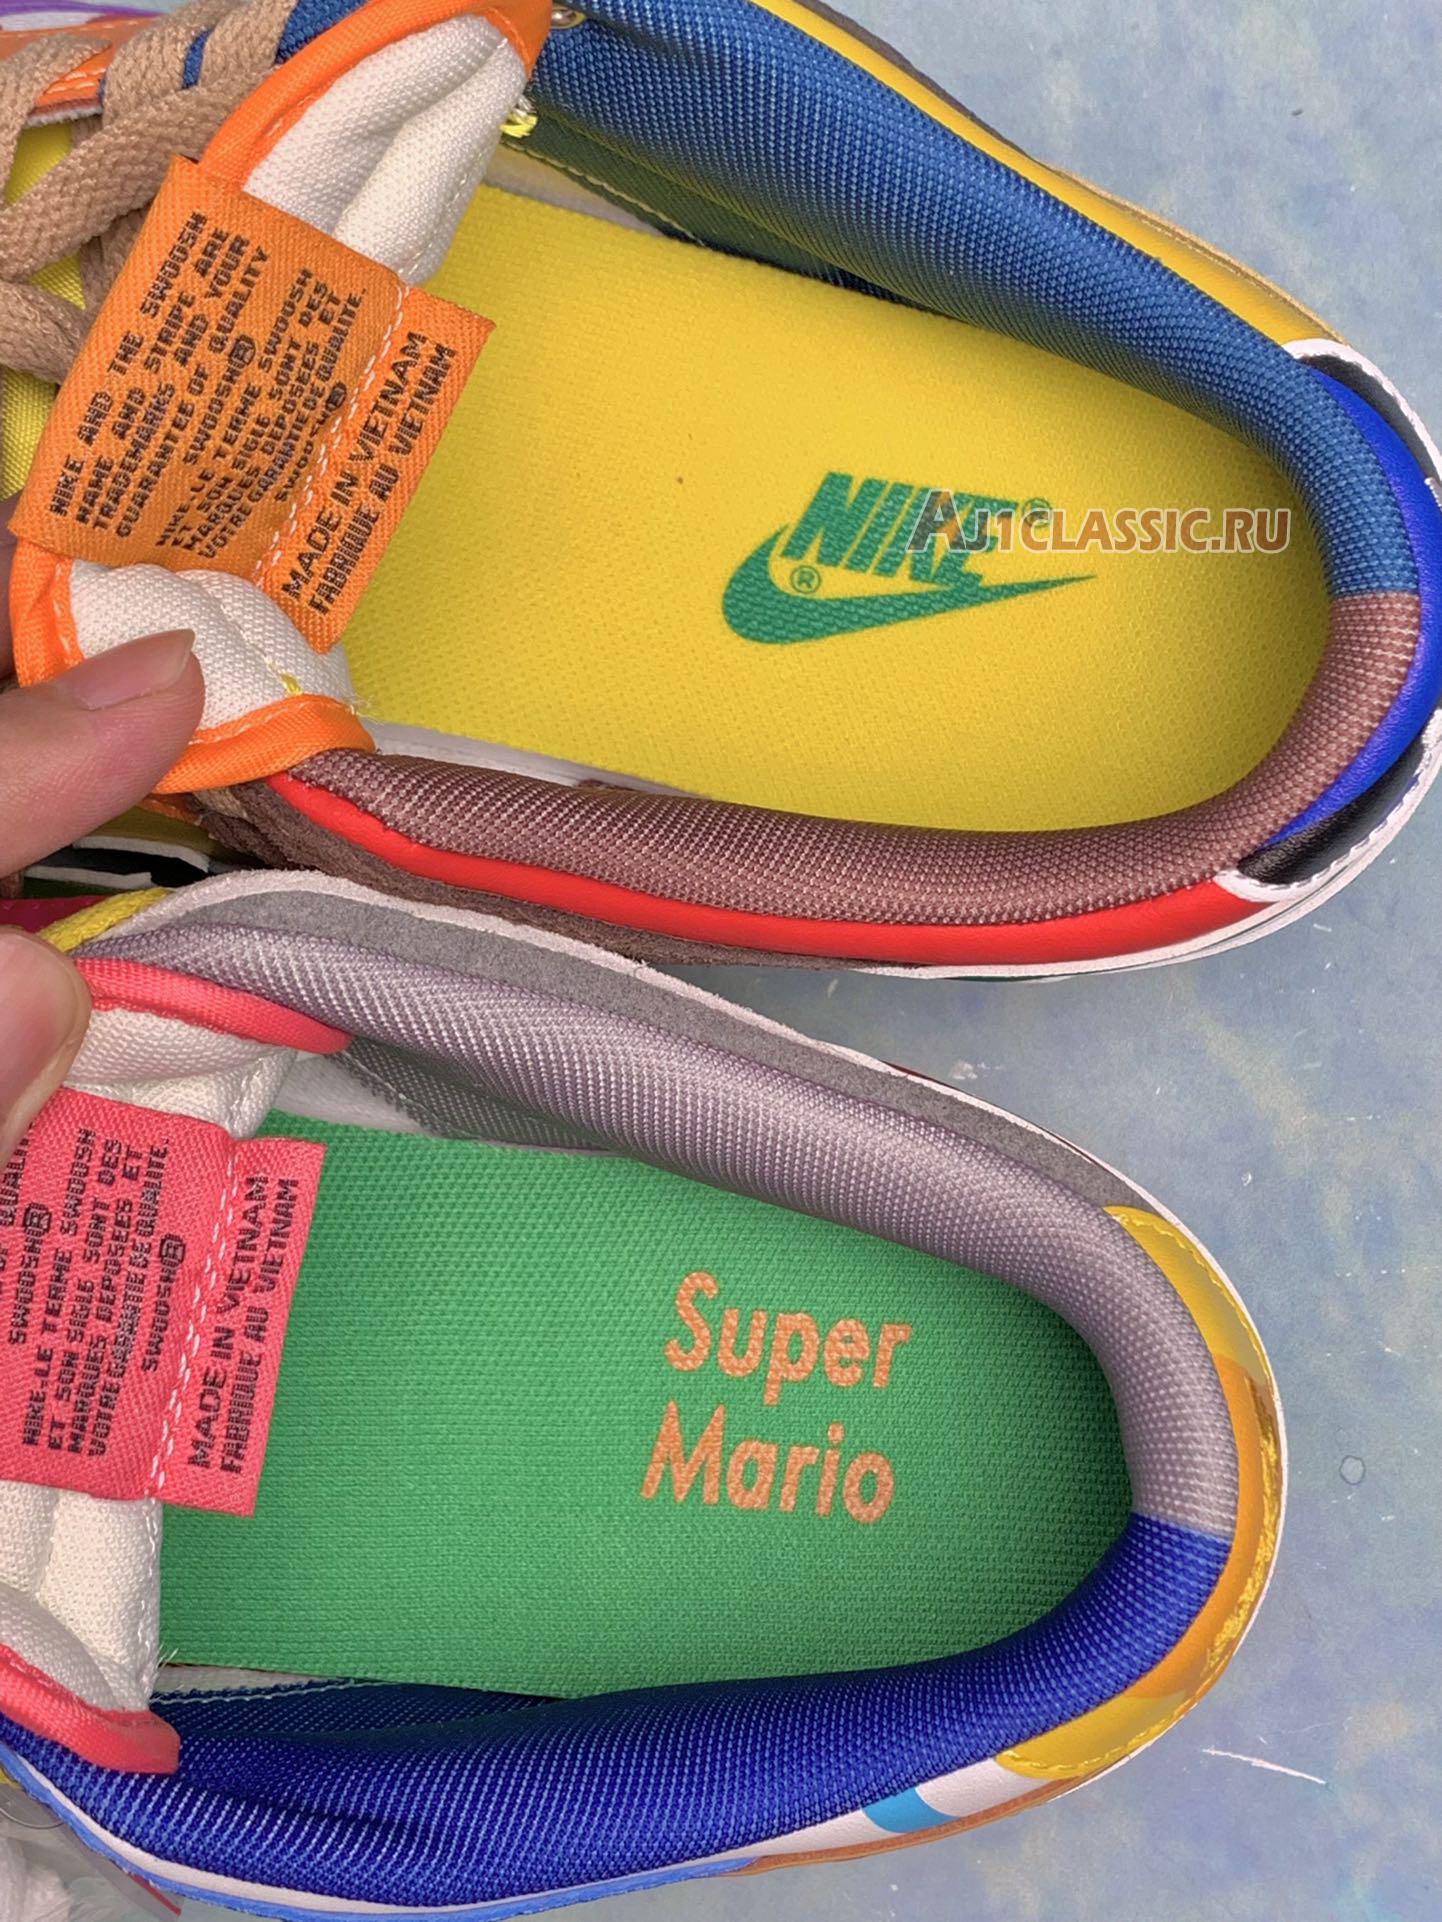 NIKE AND THE SWOOSH
NAME AND STRIPE ARE
TRADEMARKS AND YOUR
GUARANTEE OF QUALITY
SWOOSH®
NIKE-LE TERME SWOOSH
ET SON SIGLE SONT DES
MARQUES DEPOSEES ET
VOTRE GARANTIE DE QUALITE.
SWOOSH®
MADE IN VIETNAM
FABRIQUE AU VIETNAM
NIKE®
®
AJ1CLASSIC.RU
QUALITY
SWOOSH®
NIKE-LE TERME SWOOSH
ET SON SIGLE SONT DES
MARQUES DEPOSEES ET
VOTRE GARANTIE DE QUALITE.
SWOOSH®
MADE IN VIETNAM
FABRIQUE AU VIETNAM
Super
Mario